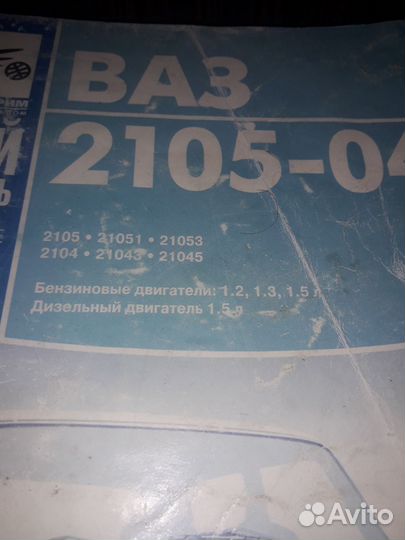 ВАЗ
2105-04
2105 • 21051 • 21053
2104 • 21043 • 21045
Бензиновые двигатели: 1.2, 1.3, 1.5 л
Дизельный двигатель 1.5 л
Avito